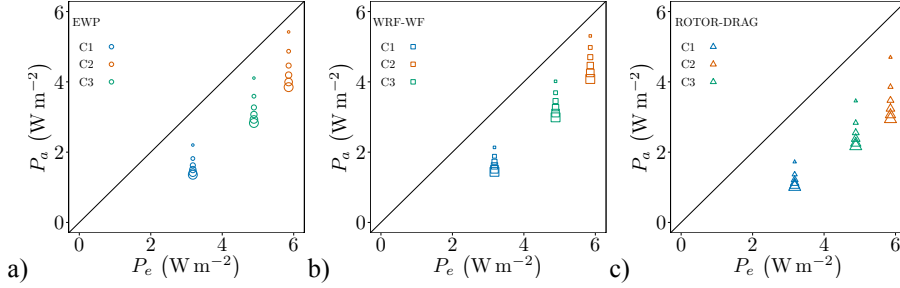 EWP
C1
C2
C3
6
4
2
0
P_a (W m⁻²)
0 2 4 6
P_e (W m⁻²)
a)
WRF-WF
C1
C2
C3
6
4
2
0
P_a (W m⁻²)
0 2 4 6
P_e (W m⁻²)
b)
ROTOR-DRAG
C1
C2
C3
6
4
2
0
P_a (W m⁻²)
0 2 4 6
P_e (W m⁻²)
c)